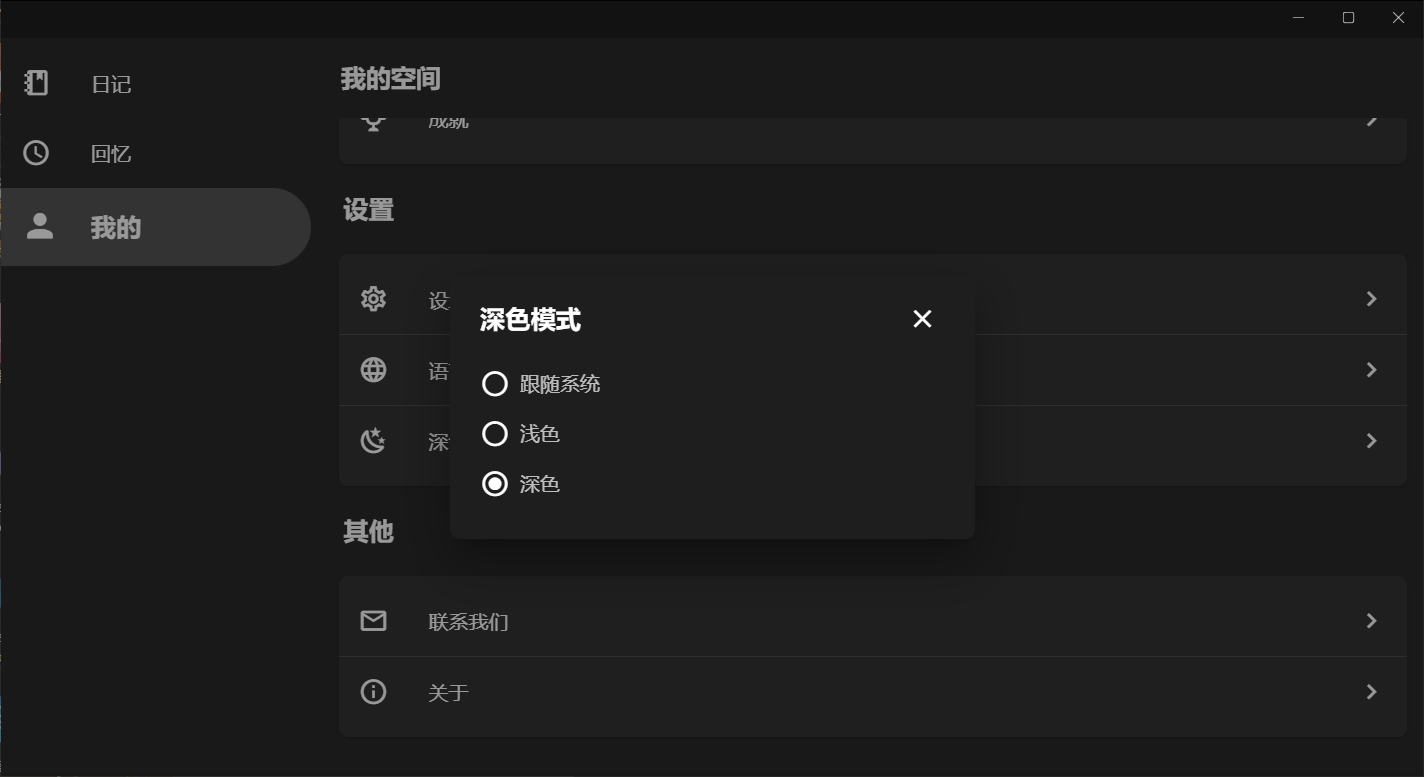 日记
回忆
我的
我的空间
成就
设置
设
语
深
深色模式
跟随系统
浅色
深色
其他
联系我们
关于